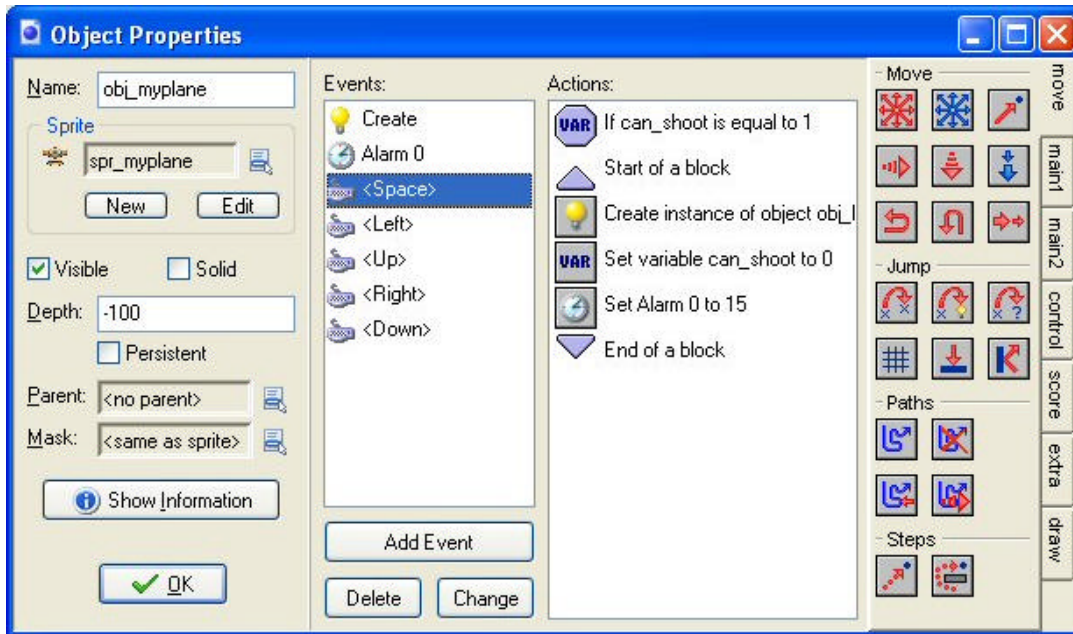 Object Properties
Name: obj_myplane
Sprite
spr_myplane
New Edit
Visible Solid
Depth: -100
Persistent
Parent: <no parent>
Mask: <same as sprite>
Show Information
OK
Events:
Create
Alarm 0
<Space>
<Left>
<Up>
<Right>
<Down>
Add Event
Delete Change
Actions:
VAR If can_shoot is equal to 1
Start of a block
Create instance of object
VAR Set variable can_shoot to 0
Set Alarm 0 to 15
End of a block
Move
Jump
Paths
Steps
move
main1
main2
control
score
extra
draw